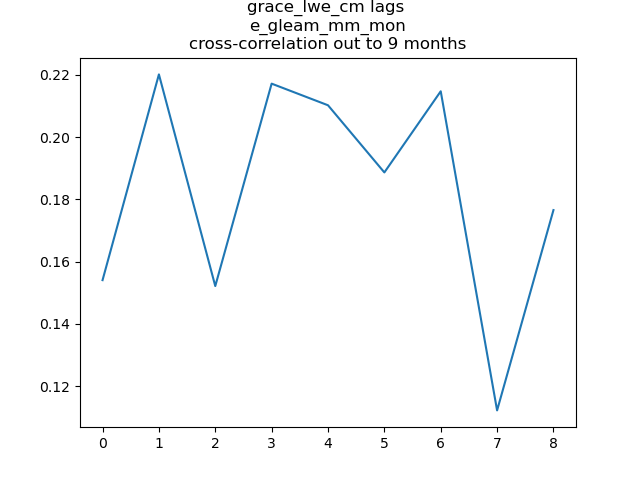 grace_lwe_cm lags
e_gleam_mm_mon
cross-correlation out to 9 months
0.22
0.20
0.18
0.16
0.14
0.12
0 1 2 3 4 5 6 7 8